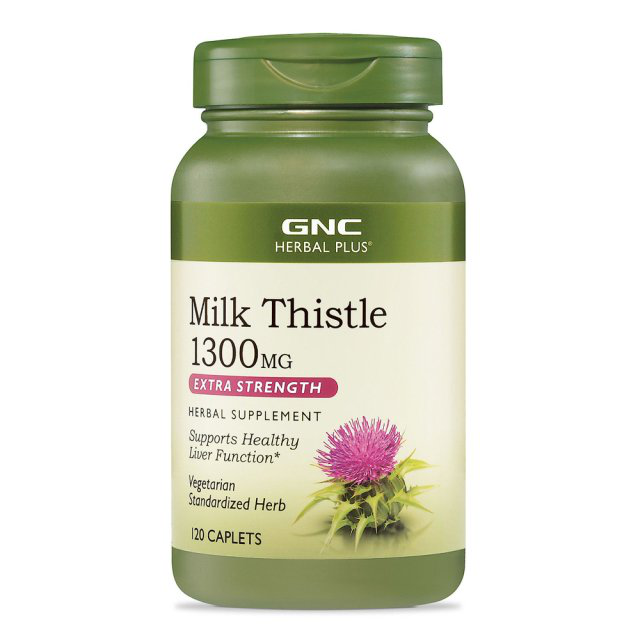 GNC
HERBAL PLUS®
Milk Thistle
1300MG
EXTRA STRENGTH
HERBAL SUPPLEMENT
Supports Healthy
Liver Function*
Vegetarian
Standardized Herb
120 CAPLETS